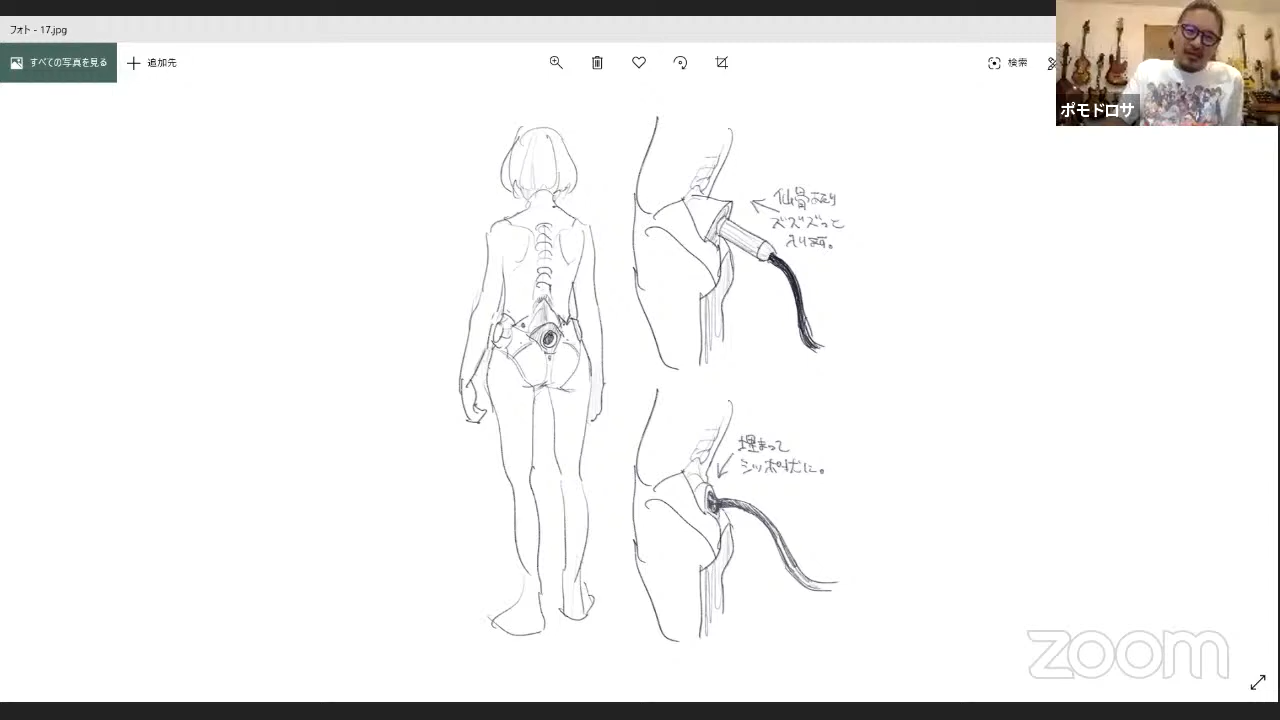 フォト - 17.jpg
すべての写真を見る
追加先
検索
ポモドロサ
仙骨あたり
ズズズって
入ります。
埋まって
シッポ状に。
zoom